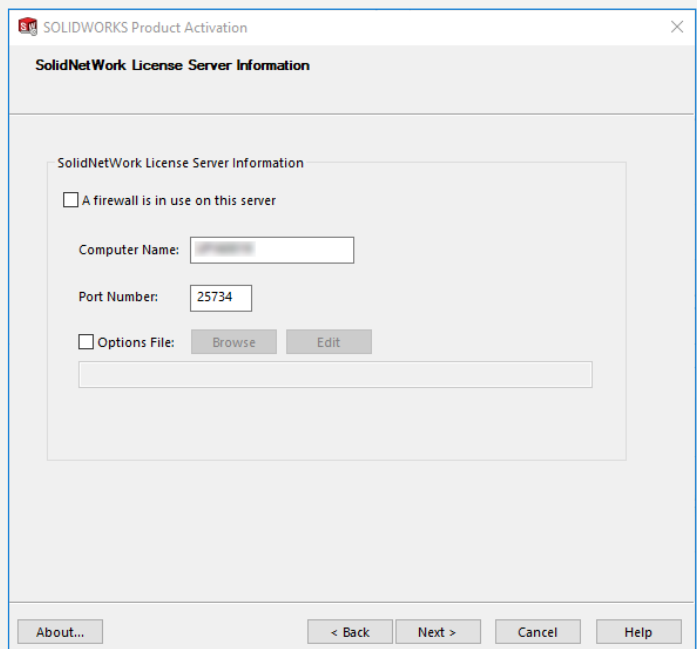 SOLIDWORKS Product Activation
SolidNetWork License Server Information
SolidNetWork License Server Information
A firewall is in use on this server
Computer Name:
Port Number: 25734
Options File: Browse Edit
About... < Back Next > Cancel Help